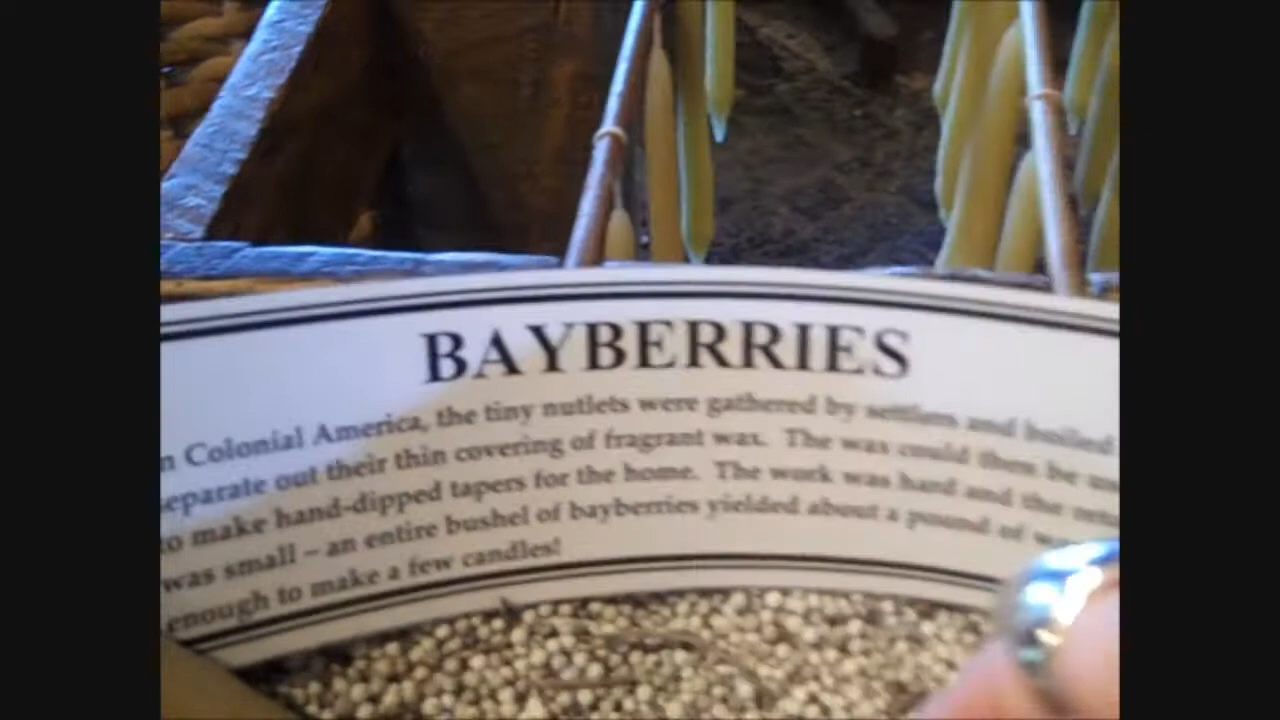 BAYBERRIES
n Colonial America, the tiny nutlets were gathered by settlers and boiled
eparate out their thin covering of fragrant wax. The wax could then be
to make hand-dipped tapers for the home. The work was hard and the
was small – an entire bushel of bayberries yielded about a pound of
enough to make a few candles!